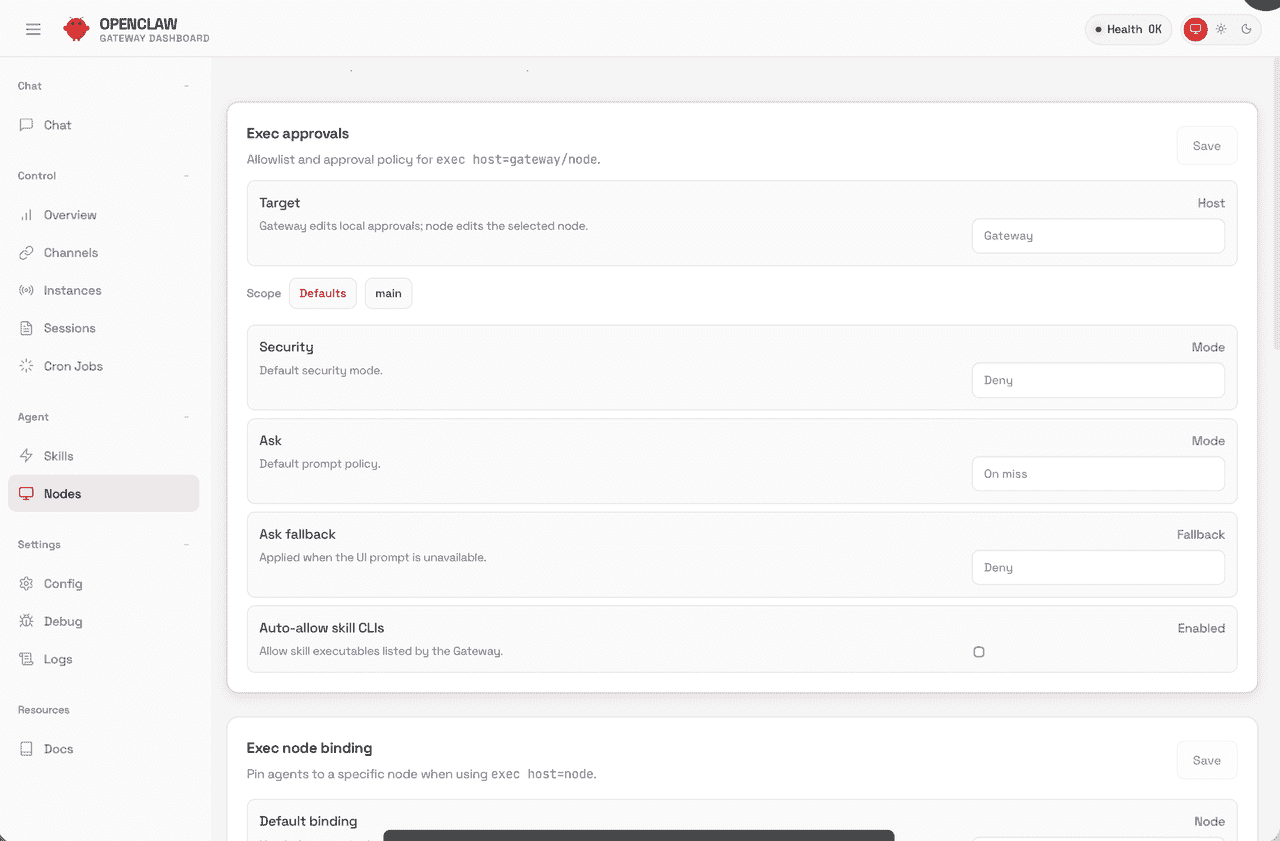 OPENCLAW
GATEWAY DASHBOARD
Health OK
Chat
Chat
Control
Overview
Channels
Instances
Sessions
Cron Jobs
Agent
Skills
Nodes
Settings
Config
Debug
Logs
Resources
Docs
Exec approvals
Allowlist and approval policy for exec host=gateway/node.
Save
Target
Host
Gateway edits local approvals; node edits the selected node.
Gateway
Scope
Defaults
main
Security
Mode
Default security mode.
Deny
Ask
Mode
Default prompt policy.
On miss
Ask fallback
Fallback
Applied when the UI prompt is unavailable.
Deny
Auto-allow skill CLIs
Enabled
Allow skill executables listed by the Gateway.
Exec node binding
Pin agents to a specific node when using exec host=node.
Save
Default binding
Node